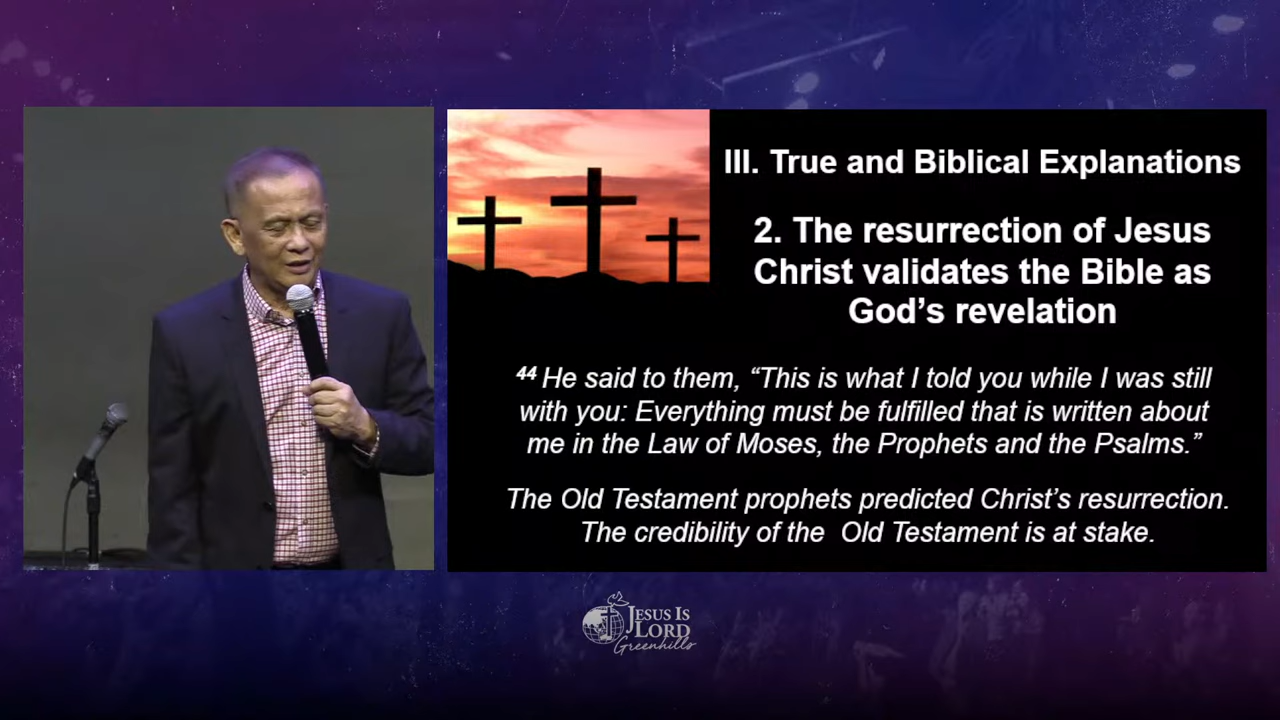 III. True and Biblical Explanations
2. The resurrection of Jesus
Christ validates the Bible as
God’s revelation
44 He said to them, “This is what I told you while I was still
with you: Everything must be fulfilled that is written about
me in the Law of Moses, the Prophets and the Psalms.”
The Old Testament prophets predicted Christ’s resurrection.
The credibility of the  Old Testament is at stake.
JESUS IS
LORD
Greenhills